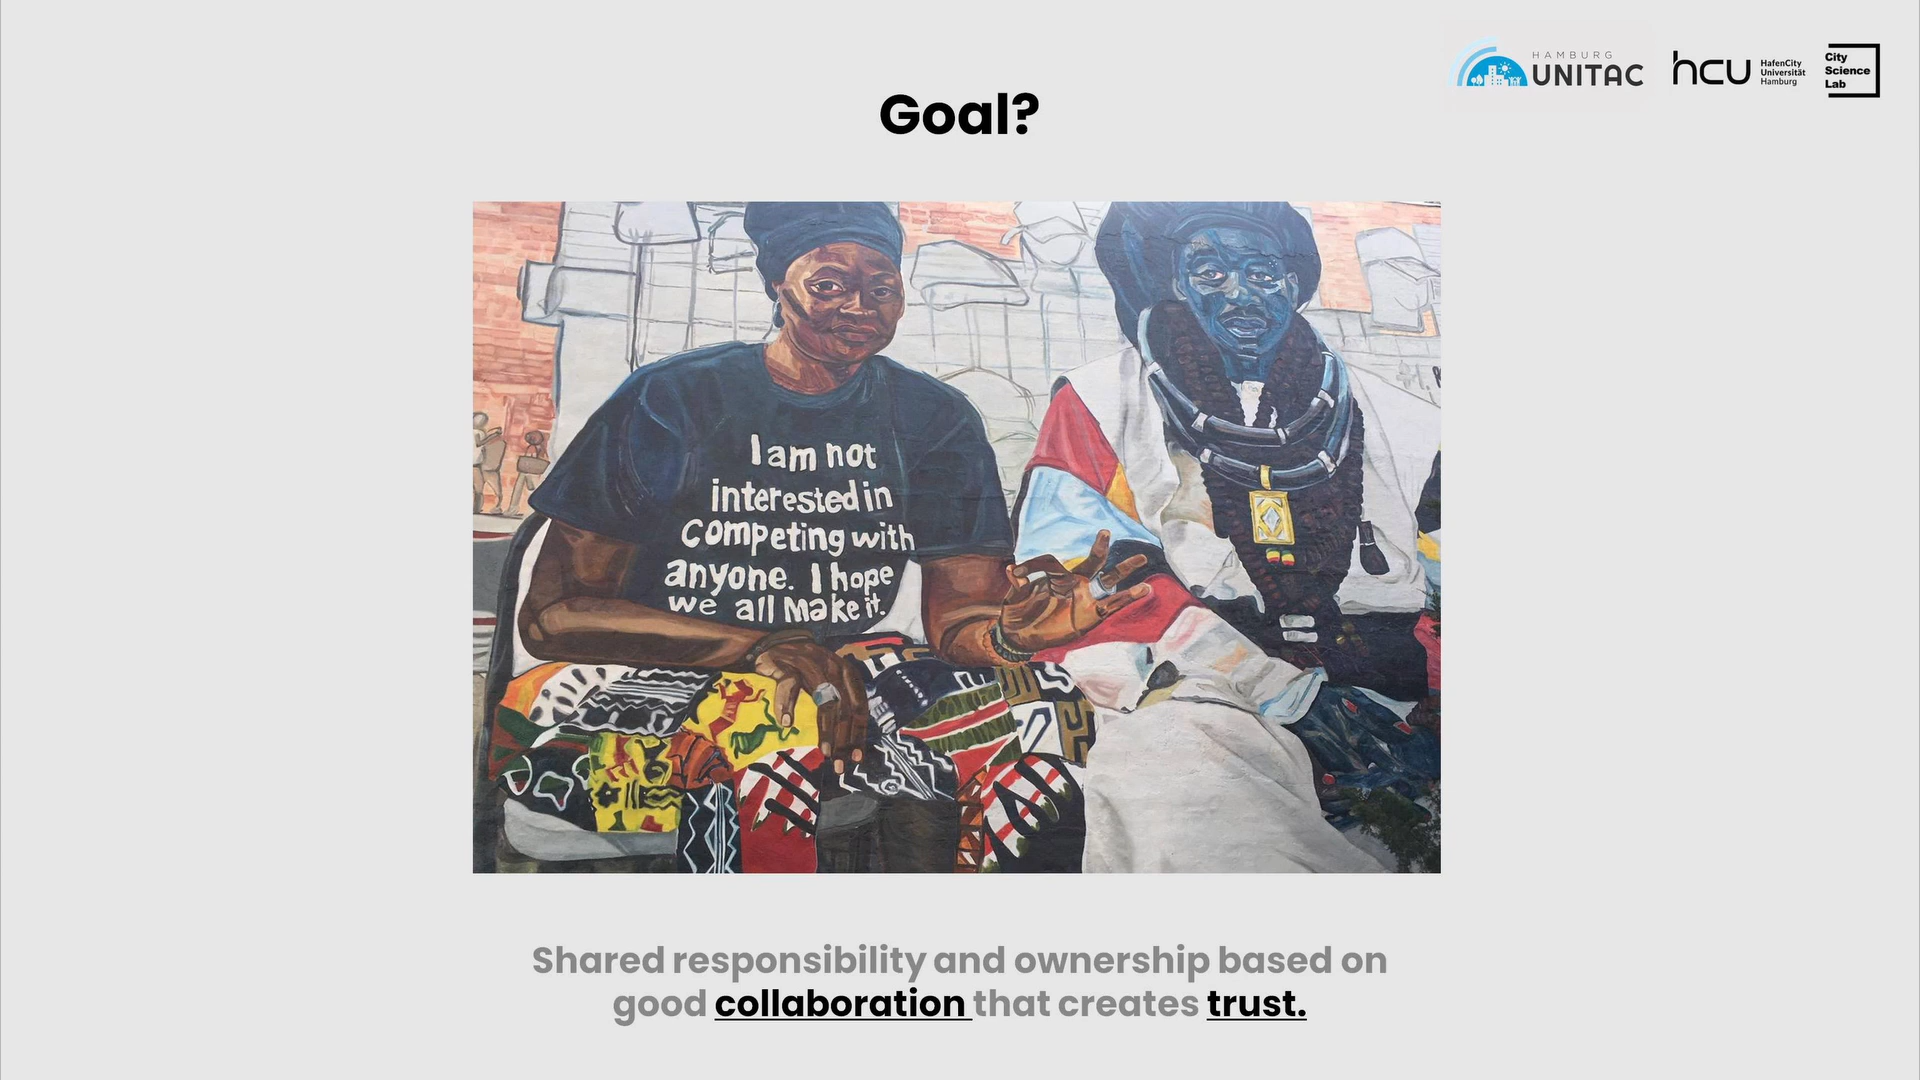 HAMBURG
UNITAC
hcu
HafenCity
Universität
Hamburg
City
Science
Lab
Goal?
I am not
interested in
Competing with
anyone. I hope
we all Make it.
Shared responsibility and ownership based on
good collaboration that creates trust.